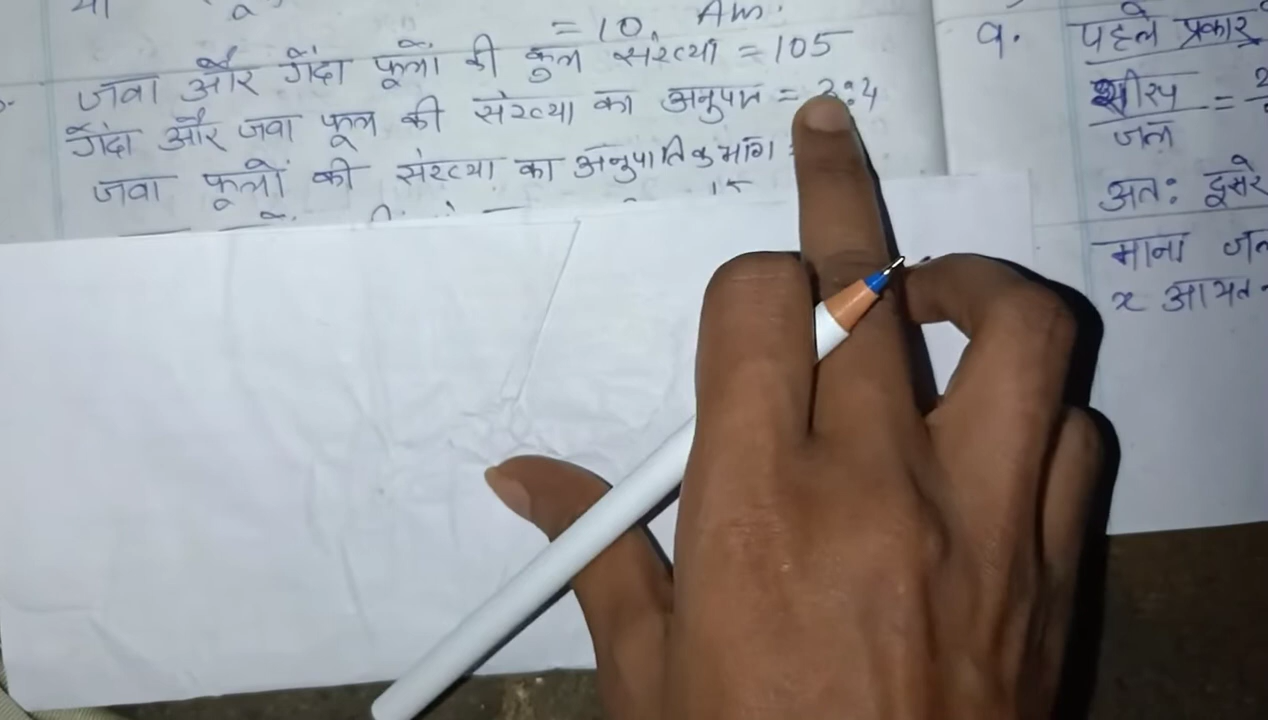 = 10 Am.
जवा और गेंदा फूलों की कुल संख्या = 105
गेंदा और जवा फूल की संख्या का अनुपात = 3:4
जवा फूलों की संख्या का अनुपातिक भाग
9. पहले प्रकार
जल
अतः दूसरे
माना
x आयत